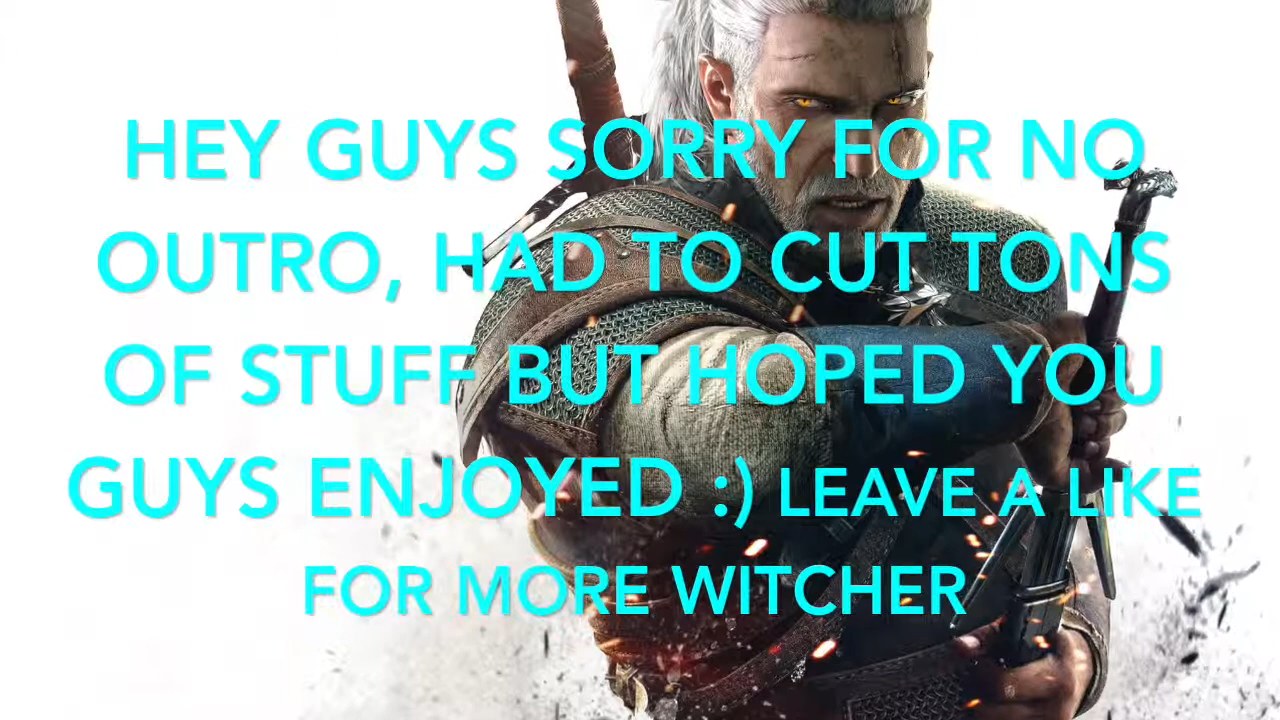 HEY GUYS SORRY FOR NO
OUTRO, HAD TO CUT TONS
OF STUFF BUT HOPED YOU
GUYS ENJOYED :) LEAVE A LIKE
FOR MORE WITCHER